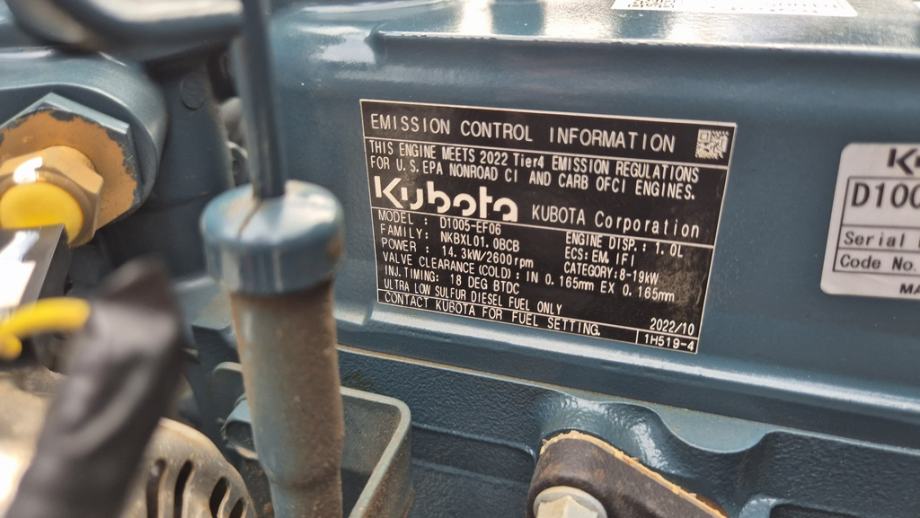 EMISSION CONTROL INFORMATION
THIS ENGINE MEETS 2022 Tier4 EMISSION REGULATIONS
FOR U.S. EPA NONROAD CI AND CARB OFCI ENGINES.
Kubota KUBOTA Corporation
MODEL : D1005-EF06
ENGINE DISP.: 1.0L
FAMILY: NKBXL01.0BCB
ECS: EM, IFI
POWER : 14.3kW/2600rpm
CATEGORY:8-19kW
VALVE CLEARANCE (COLD) : IN 0.165mm EX 0.165mm
INJ.TIMING: 18 DEG BTDC
ULTRA LOW SULFUR DIESEL FUEL ONLY
2022/10
CONTACT KUBOTA FOR FUEL SETTING.
1H519-4
Serial
Code No.